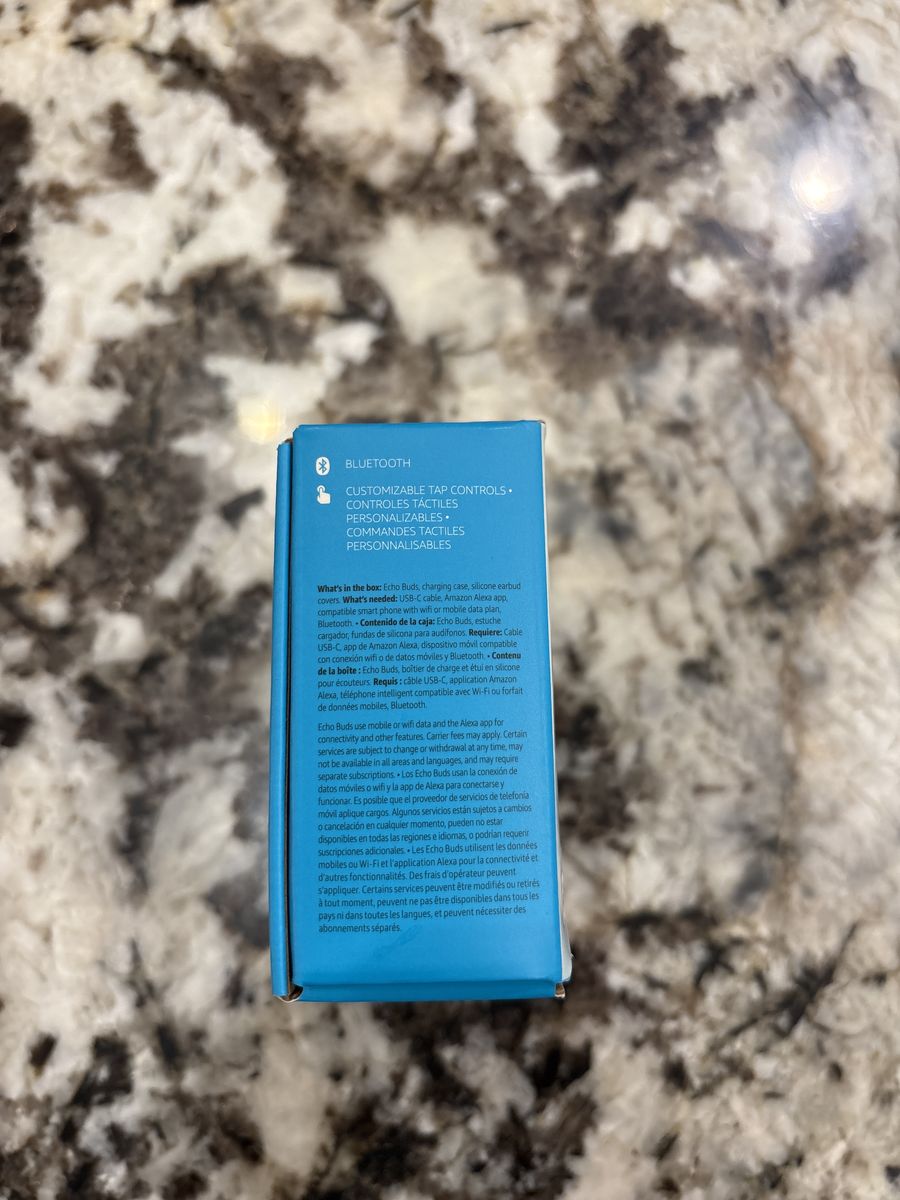 BLUETOOTH
CUSTOMIZABLE TAP CONTROLS •
CONTROLES TÁCTILES
PERSONALIZABLES •
COMMANDES TACTILES
PERSONNALISABLES
What's in the box: Echo Buds, charging case, silicone earbud
covers. What's needed: USB-C cable, Amazon Alexa app,
compatible smart phone with wifi or mobile data plan,
Bluetooth. • Contenido de la caja: Echo Buds, estuche
cargador, fundas de silicona para audífonos. Requiere: Cable
USB-C, app de Amazon Alexa, dispositivo móvil compatible
con conexión wifi o de datos móviles y Bluetooth. • Contenu
de la boîte : Echo Buds, boîtier de charge et étui en silicone
pour écouteurs. Requis : câble USB-C, application Amazon
Alexa, téléphone intelligent compatible avec Wi-Fi ou forfait
de données mobiles, Bluetooth.
Echo Buds use mobile or wifi data and the Alexa app for
connectivity and other features. Carrier fees may apply. Certain
services are subject to change or withdrawal at any time, may
not be available in all areas and languages, and may require
separate subscriptions. • Los Echo Buds usan la conexión de
datos móviles o wifi y la app de Alexa para conectarse y
funcionar. Es posible que el proveedor de servicios de telefonía
móvil aplique cargos. Algunos servicios están sujetos a cambios
o cancelación en cualquier momento, pueden no estar
disponibles en todas las regiones e idiomas, o podrían requerir
suscripciones adicionales. • Les Echo Buds utilisent les données
mobiles ou Wi-Fi et l'application Alexa pour la connectivité et
d'autres fonctionnalités. Des frais d'opérateur peuvent
s'appliquer. Certains services peuvent être modifiés ou retirés
à tout moment, peuvent ne pas être disponibles dans tous les
pays ni dans toutes les langues, et peuvent nécessiter des
abonnements séparés.